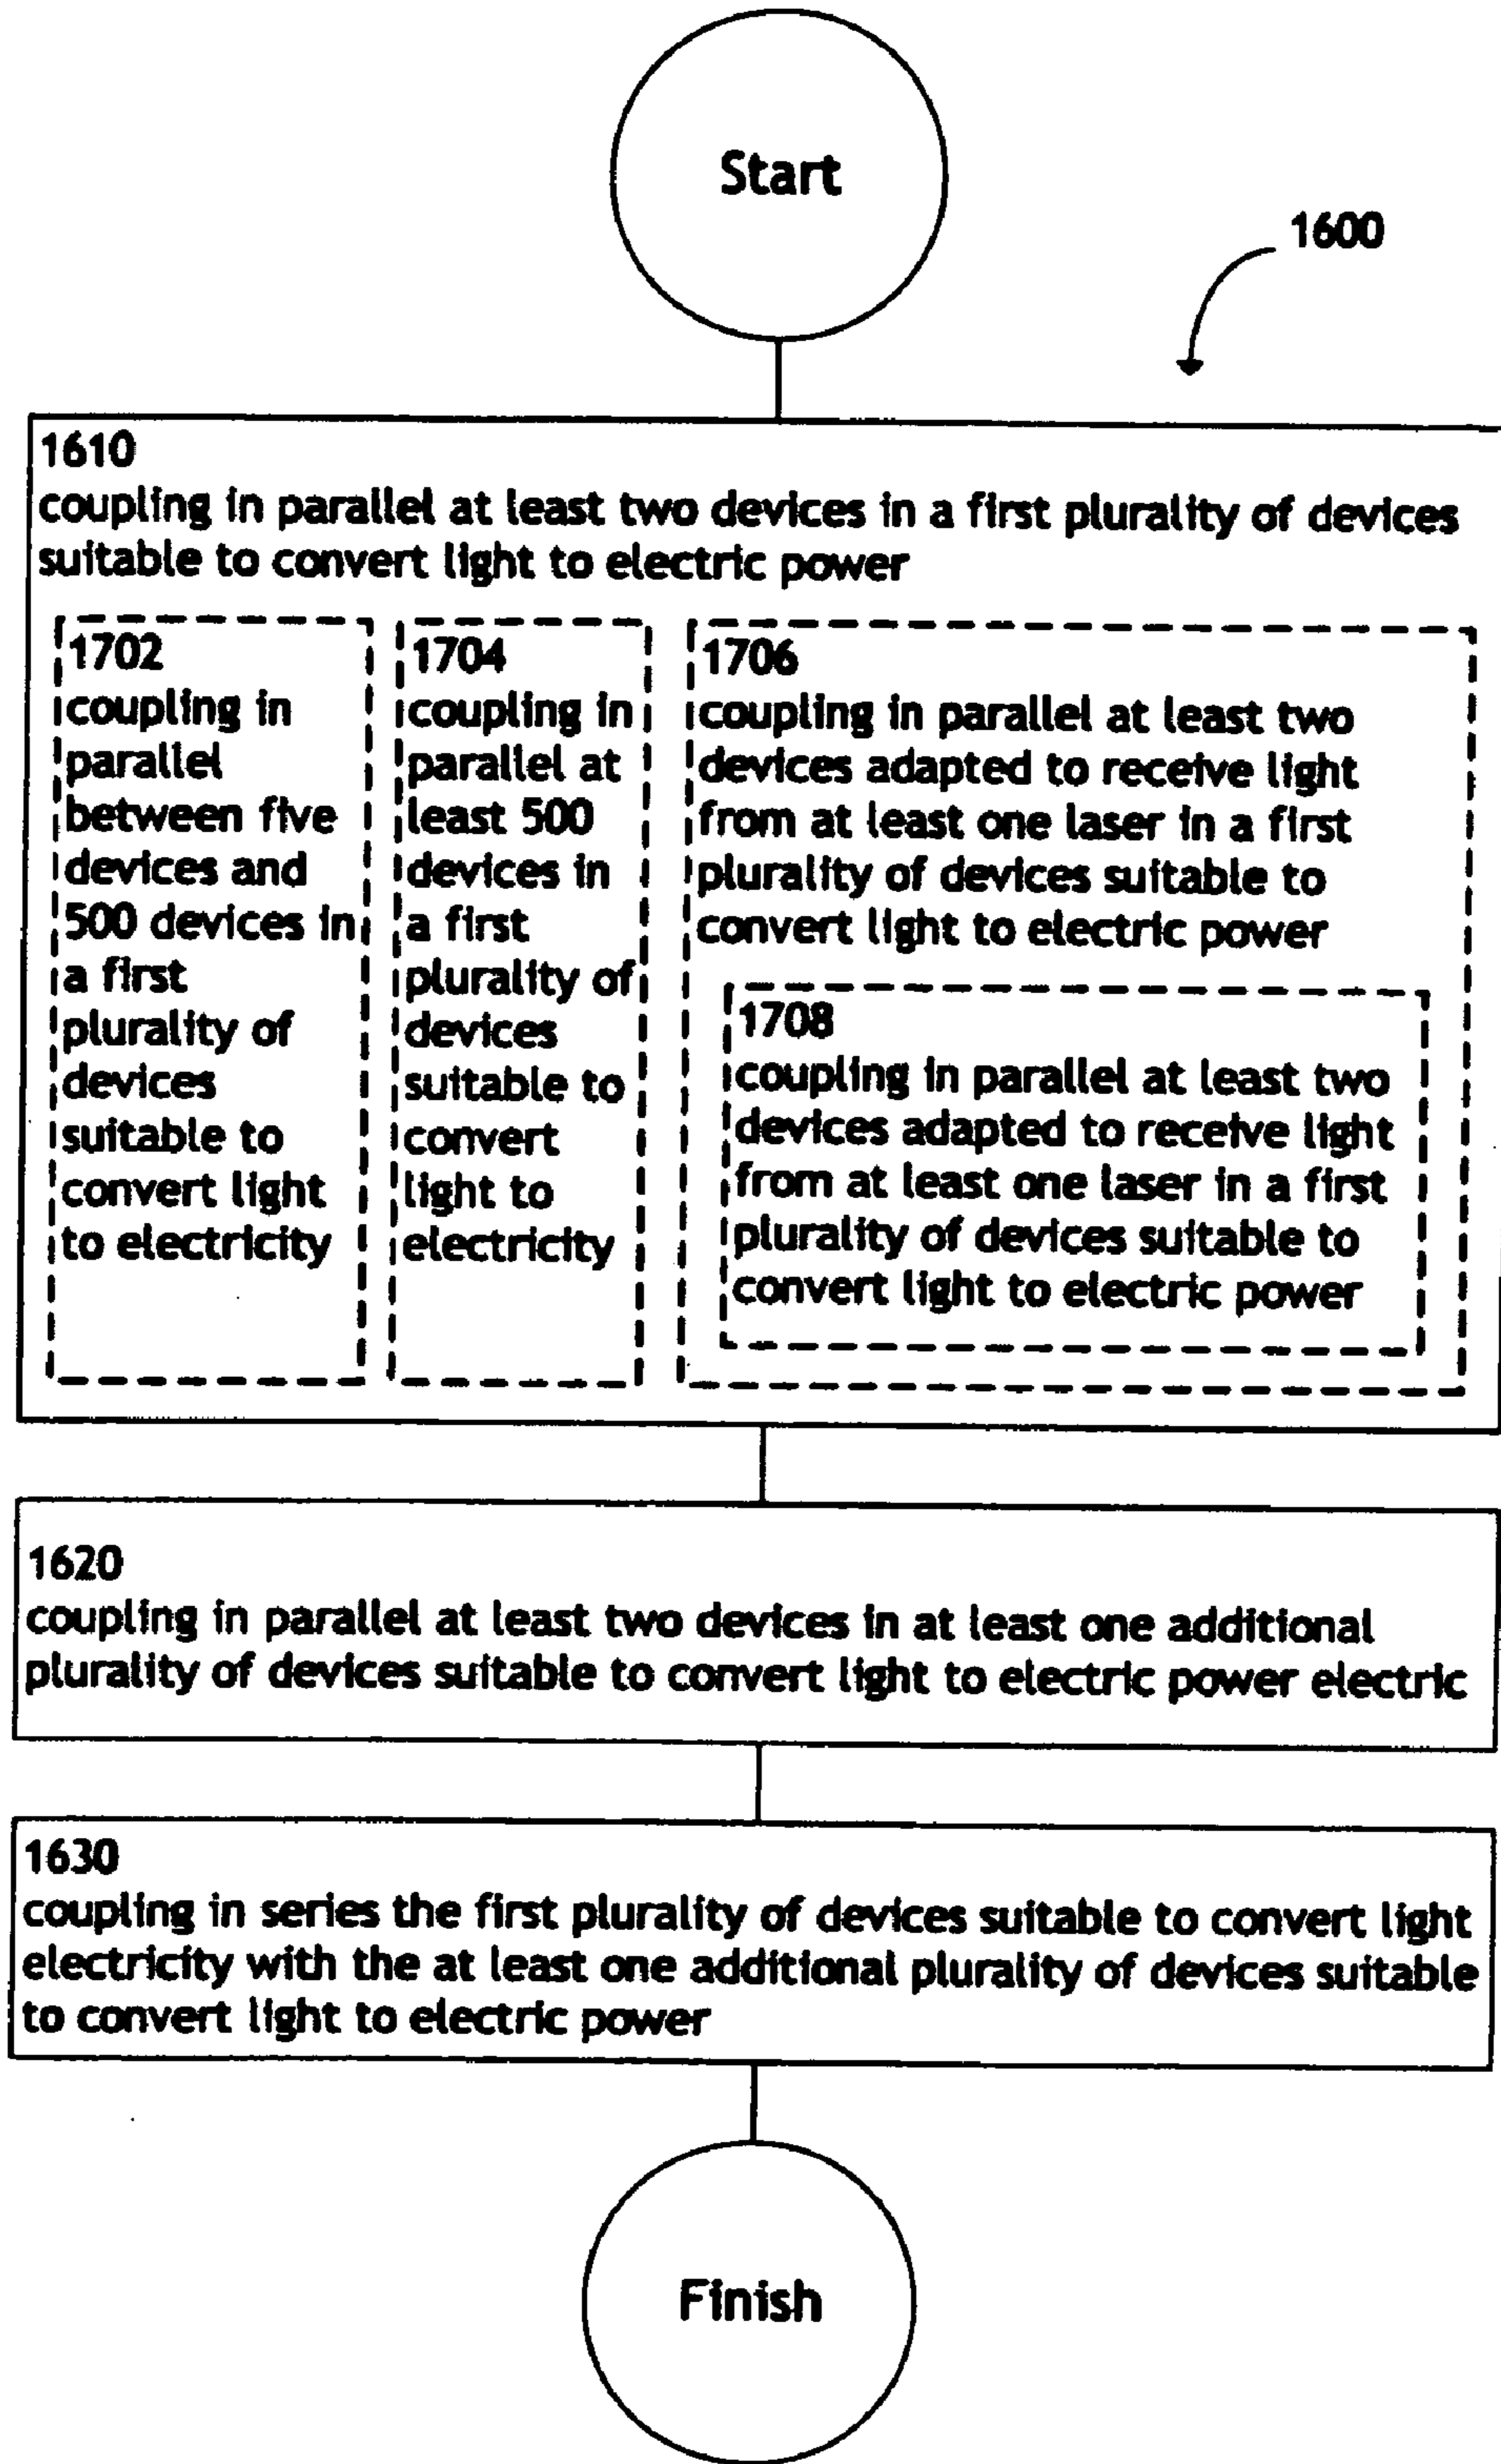 Start
1600
1610
coupling in parallel at least two devices in a first plurality of devices
suitable to convert light to electric power
1702
coupling in
parallel
between five
devices and
500 devices in
a first
plurality of
devices
suitable to
convert light
to electricity
1704
coupling in
parallel at
least 500
devices in
a first
plurality of
devices
suitable to
convert
light to
electricity
1706
coupling in parallel at least two
devices adapted to receive light
from at least one laser in a first
plurality of devices suitable to
convert light to electric power
1708
coupling in parallel at least two
devices adapted to receive light
from at least one laser in a first
plurality of devices suitable to
convert light to electric power
1620
coupling in parallel at least two devices in at least one additional
plurality of devices suitable to convert light to electric power electric
1630
coupling in series the first plurality of devices suitable to convert light
electricity with the at least one additional plurality of devices suitable
to convert light to electric power
Finish